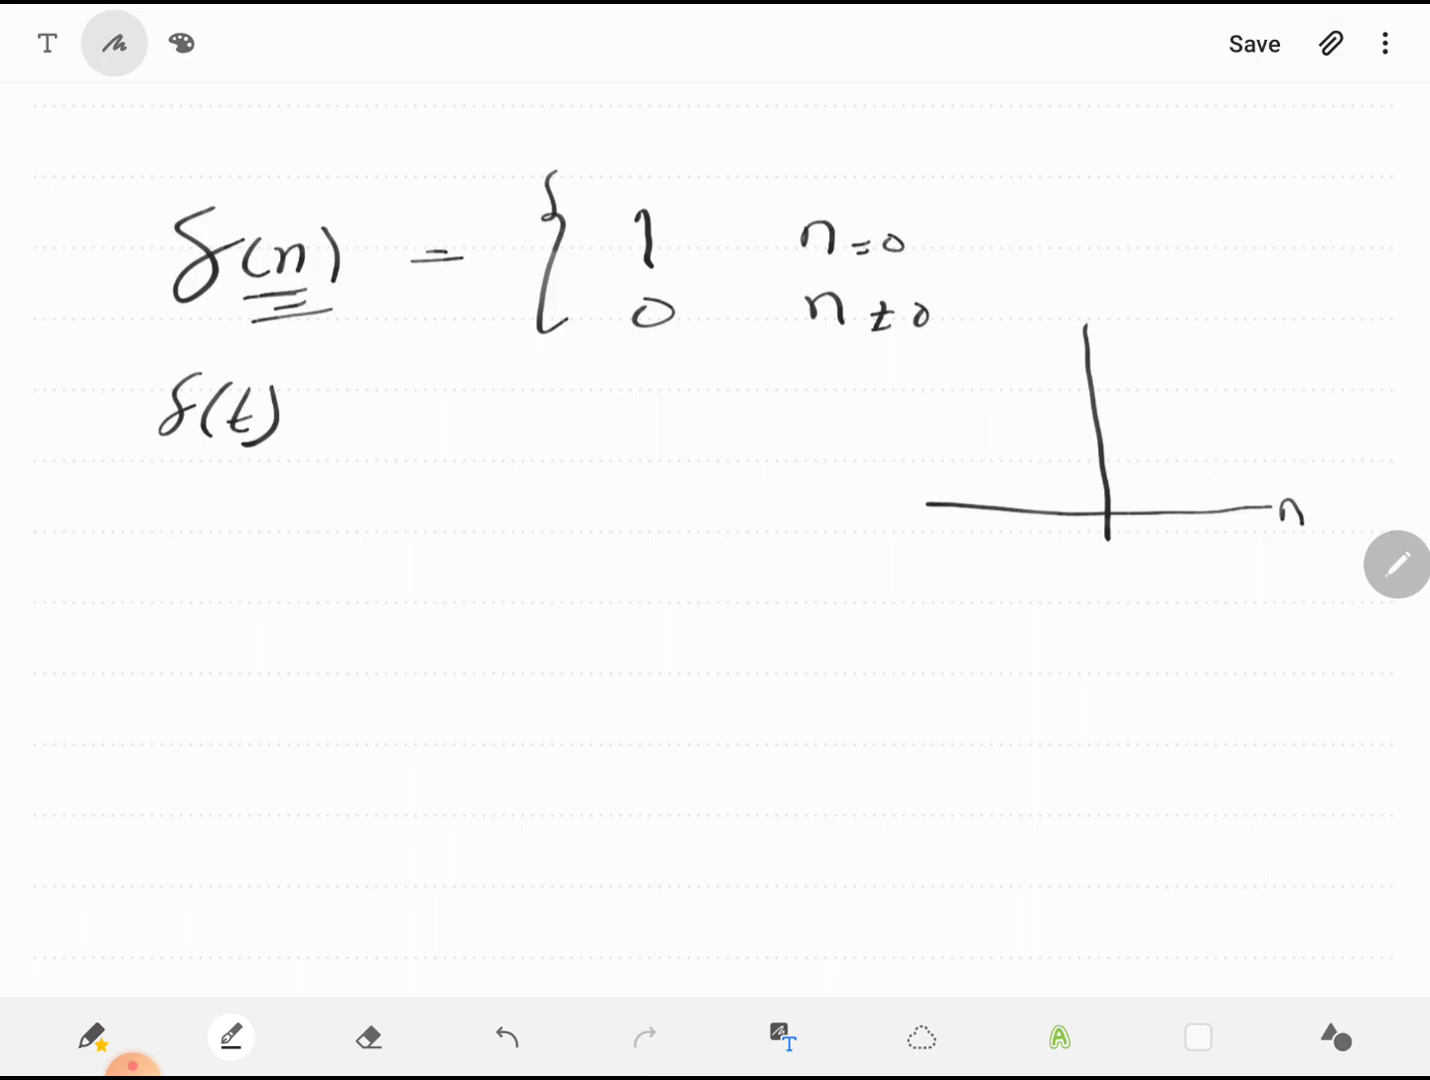 T Save
δ(n) = { 1 n=0
0 n≠0
δ(t)
n
T A